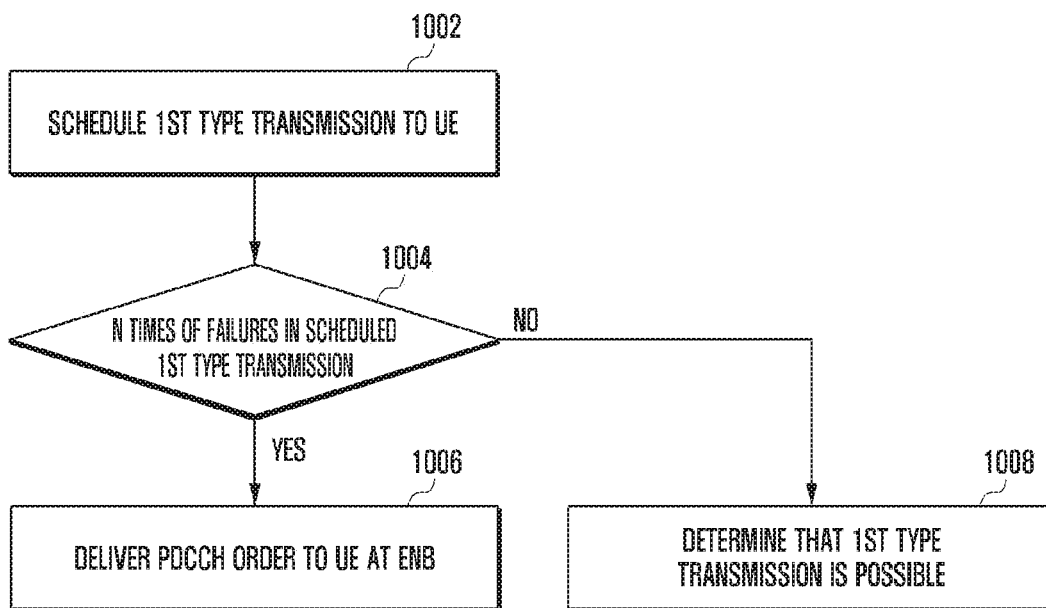 1002
SCHEDULE 1ST TYPE TRANSMISSION TO UE
1004
N TIMES OF FAILURES IN SCHEDULED
1ST TYPE TRANSMISSION
NO
YES
1006
DELIVER PDCCH ORDER TO UE AT ENB
1008
DETERMINE THAT 1ST TYPE
TRANSMISSION IS POSSIBLE